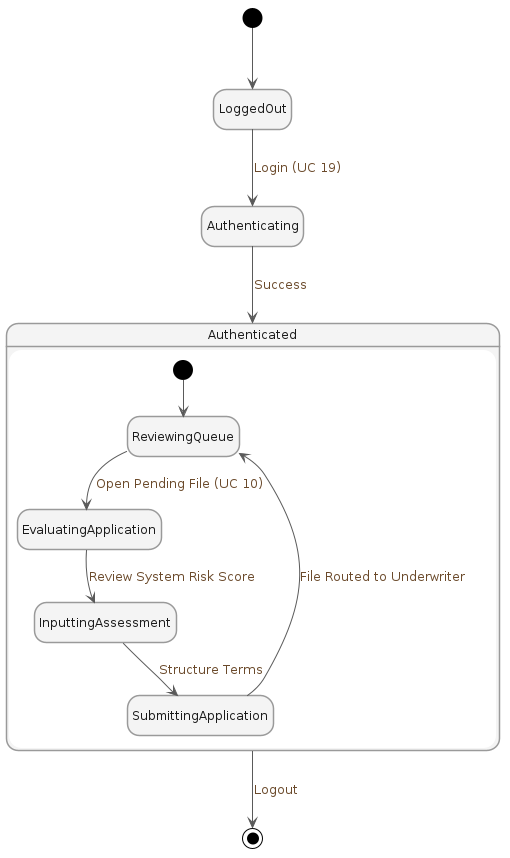 LoggedOut
Login (UC 19)
Authenticating
Success
Authenticated
ReviewingQueue
Open Pending File (UC 10)
EvaluatingApplication
Review System Risk Score
File Routed to Underwriter
InputtingAssessment
Structure Terms
SubmittingApplication
Logout